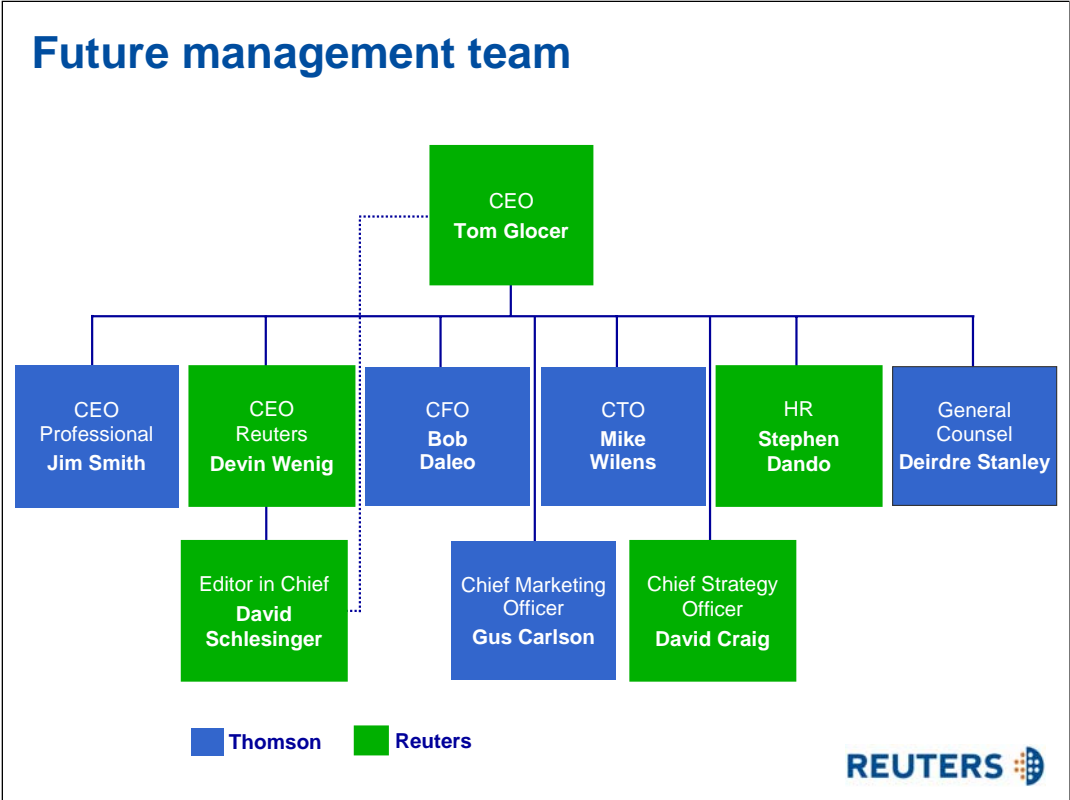 Future management team
CEO
Tom Glocer
CEO
Professional
Jim Smith
CEO
Reuters
Devin Wenig
CFO
Bob
Daleo
CTO
Mike
Wilens
HR
Stephen
Dando
General
Counsel
Deirdre Stanley
Editor in Chief
David
Schlesinger
Chief Marketing
Officer
Gus Carlson
Chief Strategy
Officer
David Craig
Thomson
Reuters
REUTERS